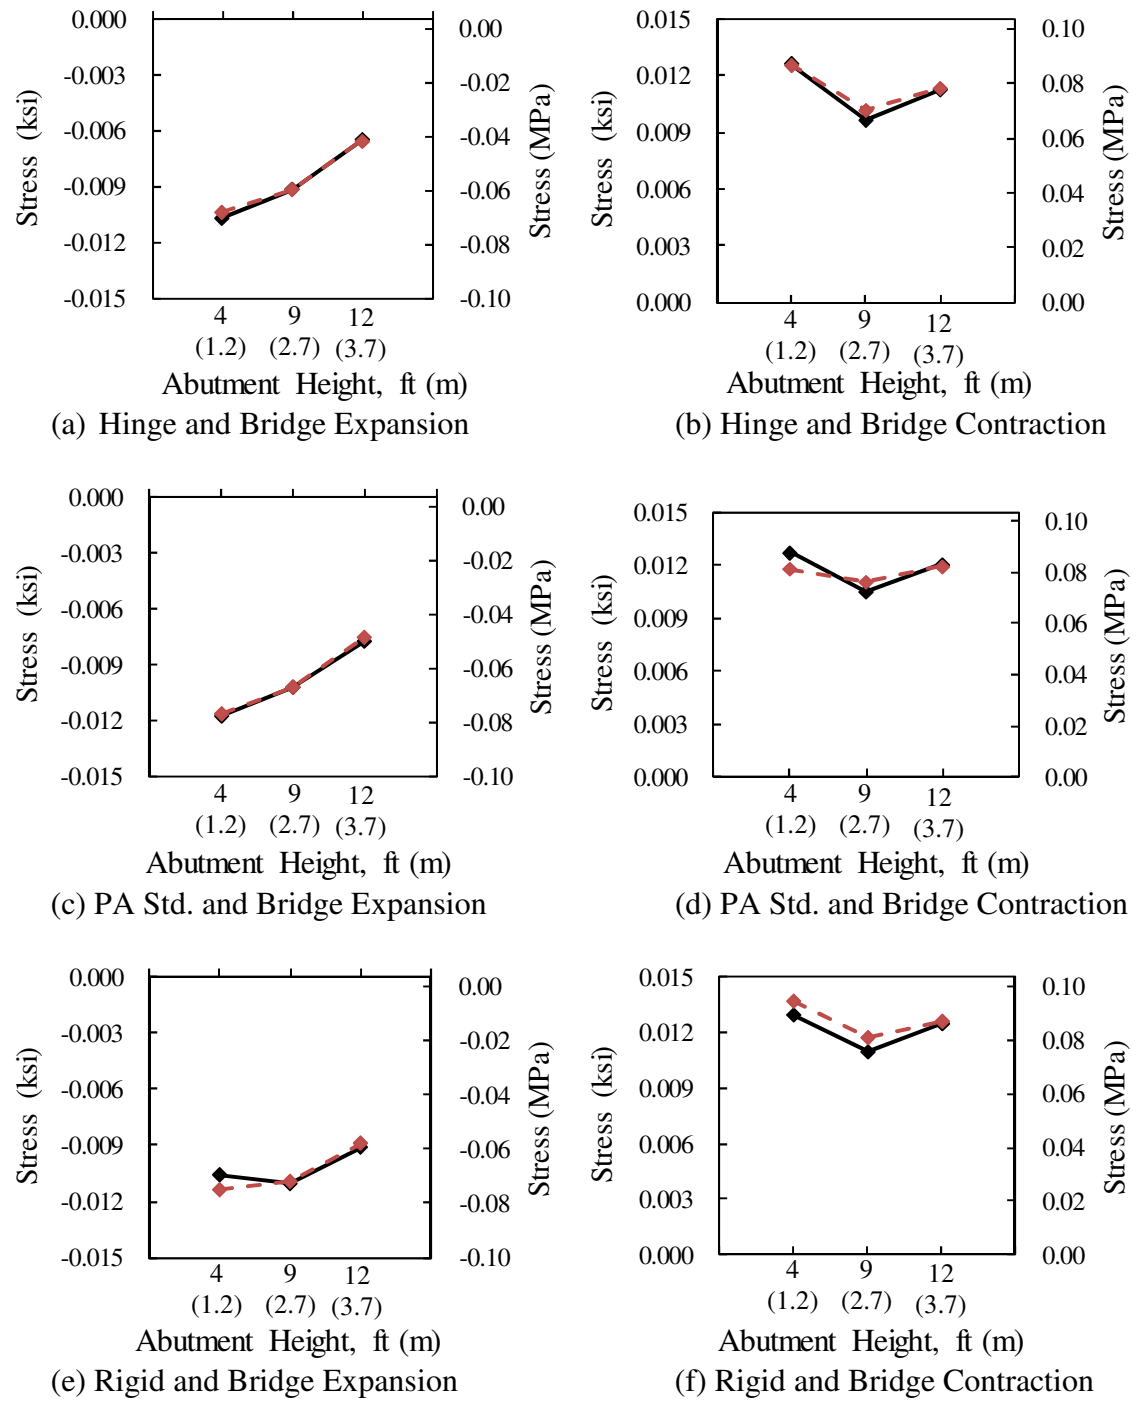 0.000
-0.003
-0.006
-0.009
-0.012
-0.015
Stress (ksi)
0.00
-0.02
-0.04
-0.06
-0.08
-0.10
Stress (MPa)
4 9 12
(1.2) (2.7) (3.7)
Abutment Height, ft (m)
(a) Hinge and Bridge Expansion
0.015
0.012
0.009
0.006
0.003
0.000
Stress (ksi)
0.10
0.08
0.06
0.04
0.02
0.00
Stress (MPa)
4 9 12
(1.2) (2.7) (3.7)
Abutment Height, ft (m)
(b) Hinge and Bridge Contraction
0.000
-0.003
-0.006
-0.009
-0.012
-0.015
Stress (ksi)
0.00
-0.02
-0.04
-0.06
-0.08
-0.10
Stress (MPa)
4 9 12
(1.2) (2.7) (3.7)
Abutment Height, ft (m)
(c) PA Std. and Bridge Expansion
0.015
0.012
0.009
0.006
0.003
0.000
Stress (ksi)
0.10
0.08
0.06
0.04
0.02
0.00
Stress (MPa)
4 9 12
(1.2) (2.7) (3.7)
Abutment Height, ft (m)
(d) PA Std. and Bridge Contraction
0.000
-0.003
-0.006
-0.009
-0.012
-0.015
Stress (ksi)
0.00
-0.02
-0.04
-0.06
-0.08
-0.10
Stress (MPa)
4 9 12
(1.2) (2.7) (3.7)
Abutment Height, ft (m)
(e) Rigid and Bridge Expansion
0.015
0.012
0.009
0.006
0.003
0.000
Stress (ksi)
0.10
0.08
0.06
0.04
0.02
0.00
Stress (MPa)
4 9 12
(1.2) (2.7) (3.7)
Abutment Height, ft (m)
(f) Rigid and Bridge Contraction